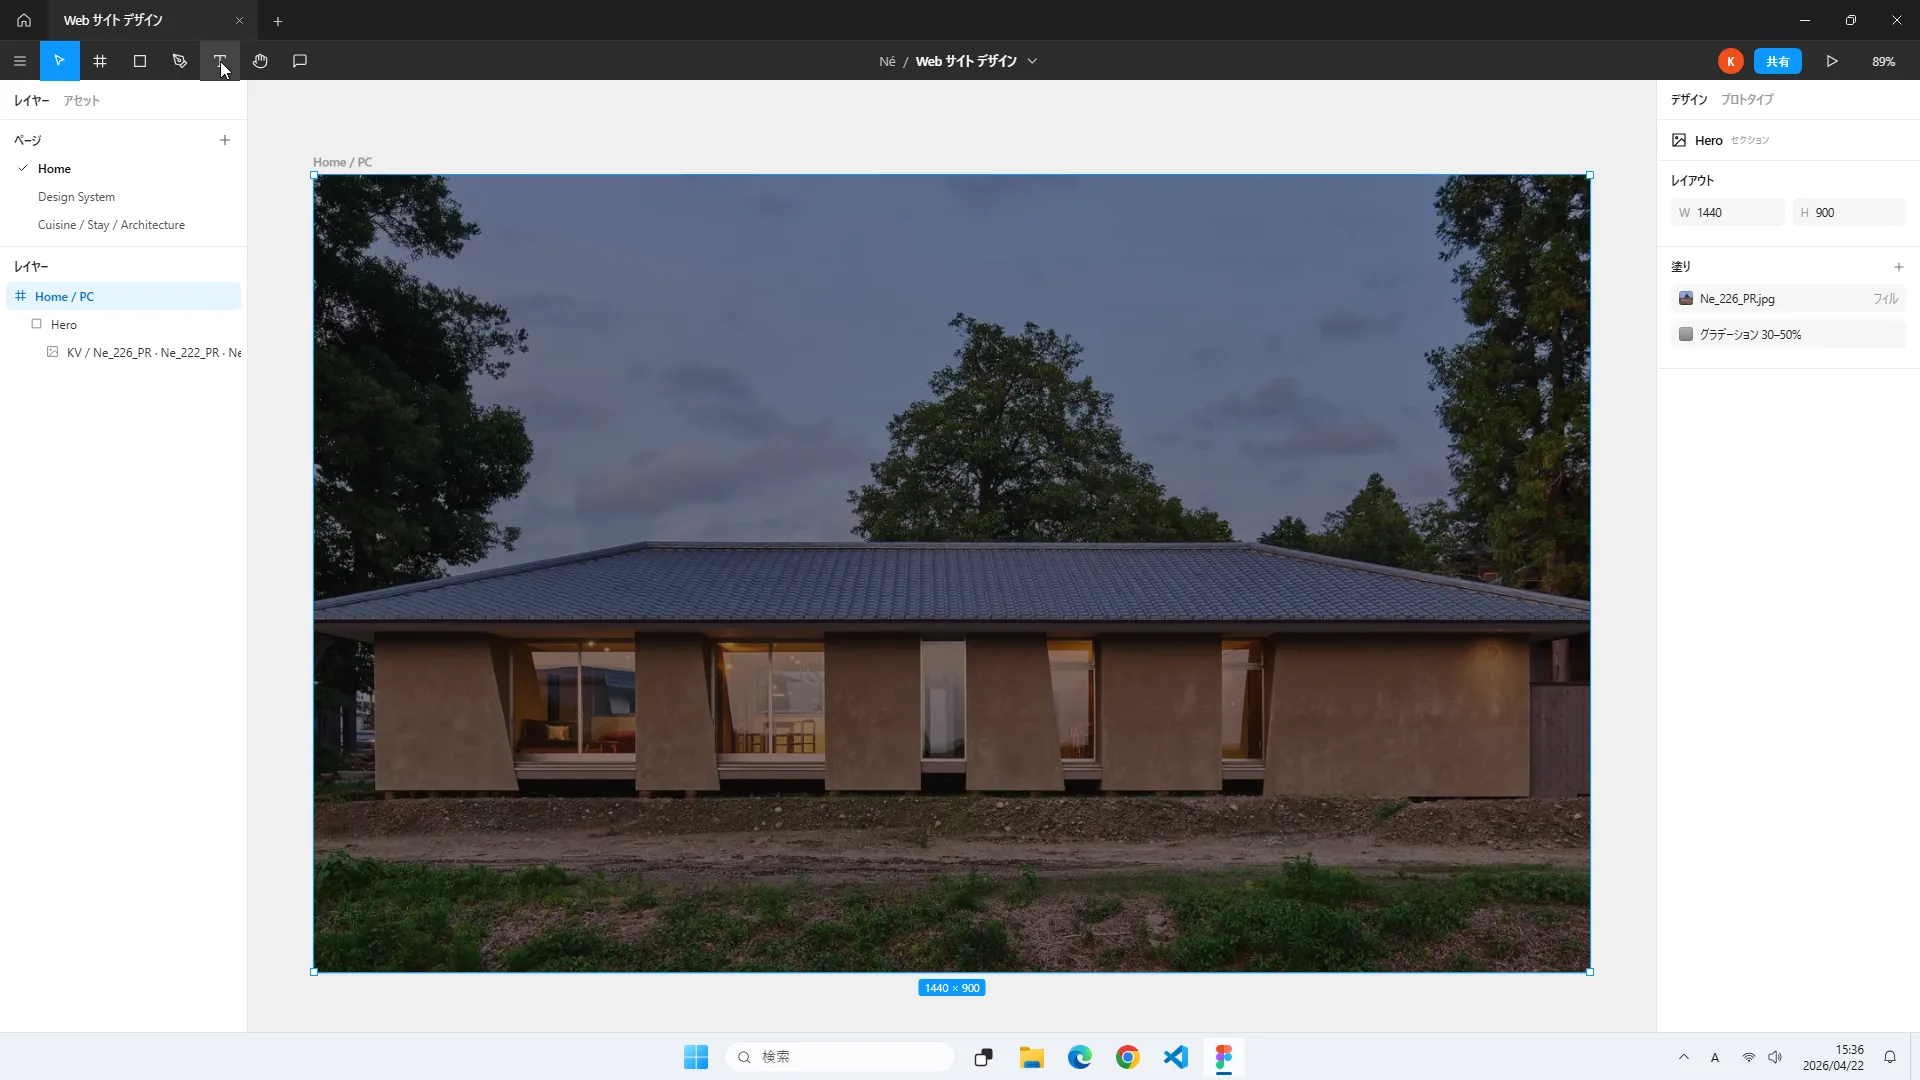 Web サイト デザイン
Né / Web サイト デザイン
K
共有
89%
レイヤー アセット
ページ
Home
Design System
Cuisine / Stay / Architecture
レイヤー
Home / PC
Hero
KV / Ne_226_PR · Ne_222_PR · Ne
Home / PC
1440 × 900
デザイン プロトタイプ
Hero セクション
レイアウト
W 1440 H 900
塗り
Ne_226_PR.jpg フィル
グラデーション 30–50%
検索
A
15:36
2026/04/22